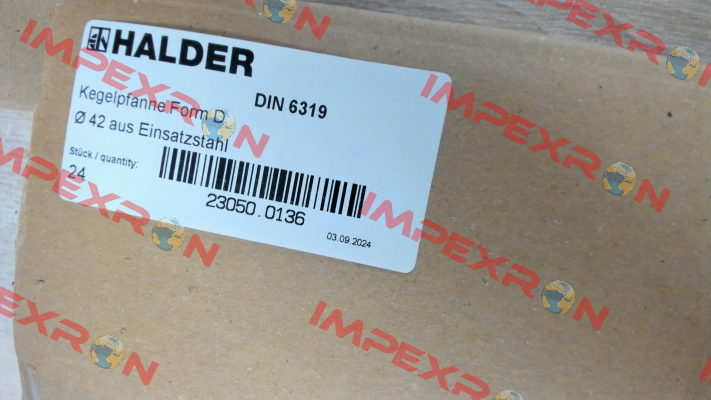 HALDER
Kegelpfanne Form D
DIN 6319
Ø 42 aus Einsatzstahl
Stück / quantity:
24
23050.0136
03.09.2024
IMPEXRON
IMPEXRON
IMPEXRON
IMPEXRON
IMPEXRON
IMPEXRON
IMPEXRON